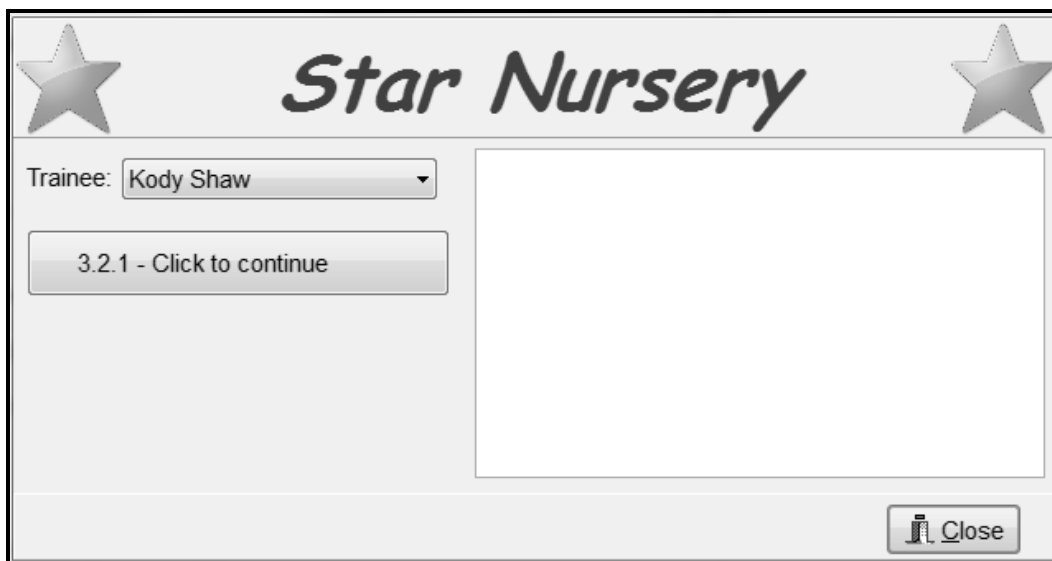 Star Nursery
Trainee: Kody Shaw
3.2.1 - Click to continue
Close